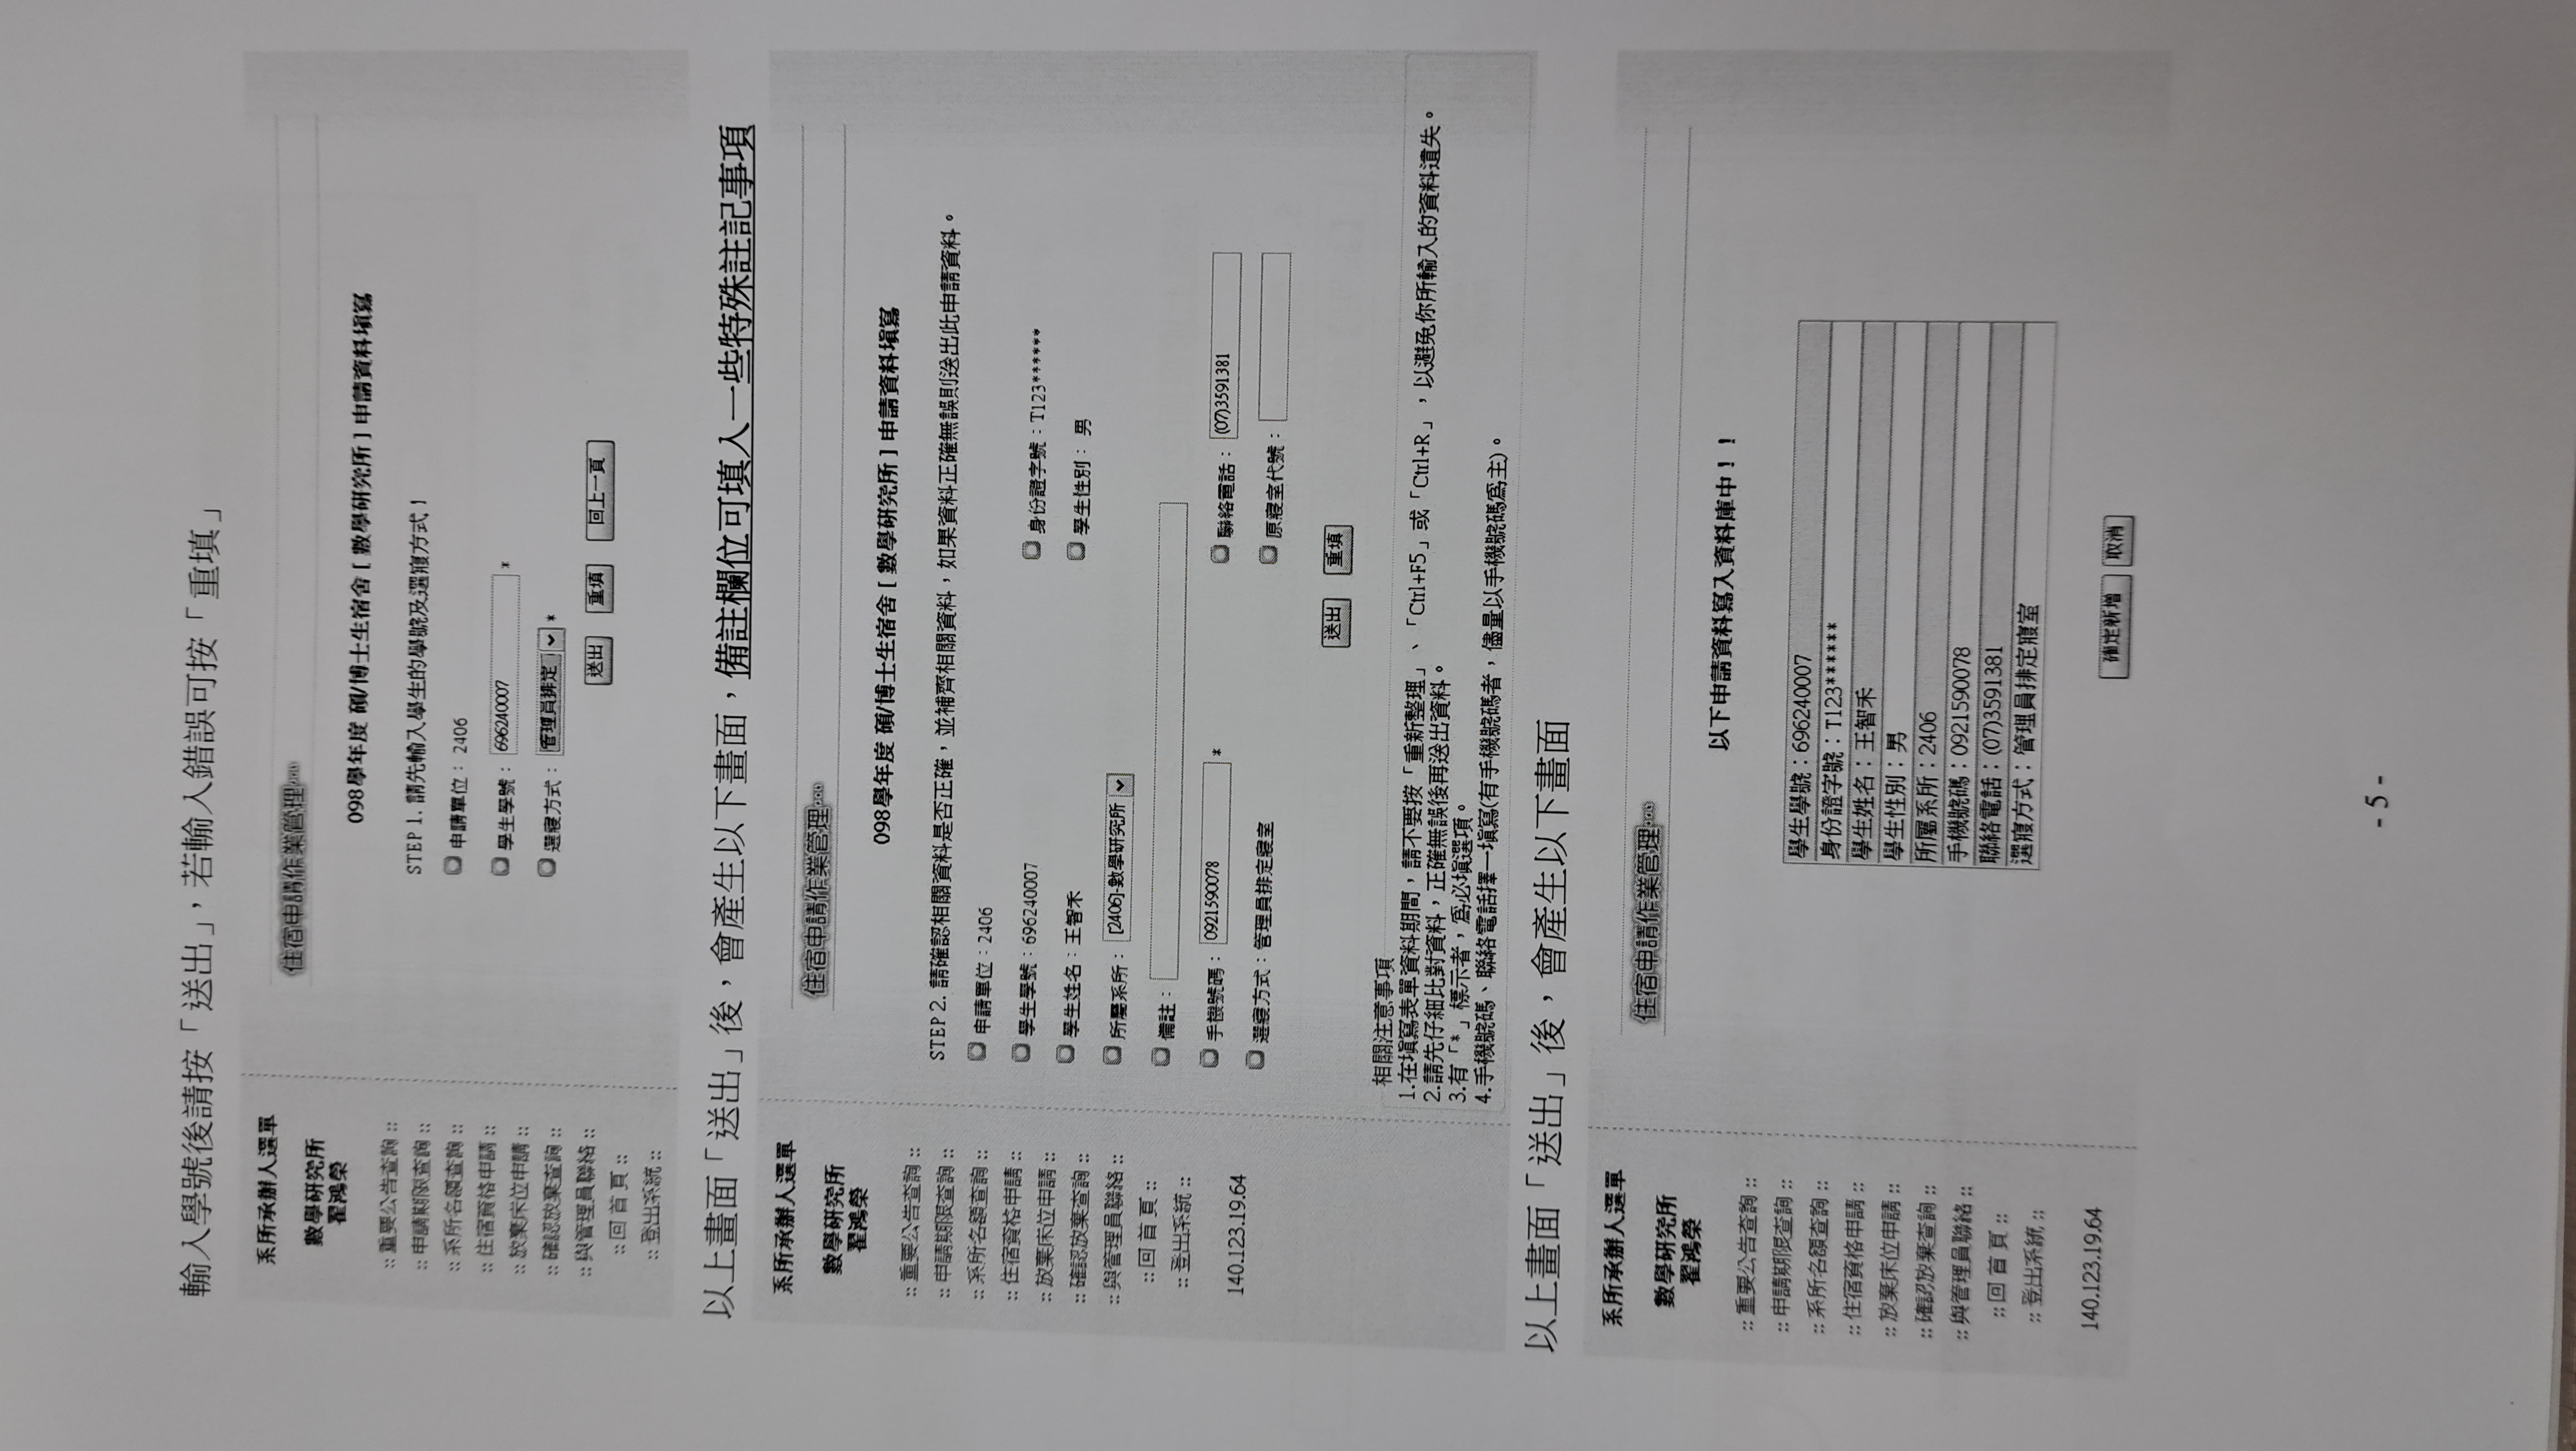 輸入學號後請按「送出」，若輸入錯誤可按「重填」
系所承辦人選單
數學研究所
翟鴻榮
:: 重要公告查詢 ::
:: 申請期限查詢 ::
:: 系所名額查詢 ::
:: 住宿資格申請 ::
:: 放棄床位申請 ::
:: 確認放棄查詢 ::
:: 與管理員聯絡 ::
:: 回 首 頁 ::
:: 登出系統 ::
住宿申請作業管理...
098學年度 碩/博士生宿舍 [ 數學研究所 ] 申請資料填寫
STEP 1. 請先輸入學生的學號及選寢方式！
申請單位： 2406
學生學號： 696240007 *
選寢方式： 管理員排定 *
送出 重填 回上一頁
以上畫面「送出」後，會產生以下畫面，備註欄位可填入一些特殊註記事項
系所承辦人選單
數學研究所
翟鴻榮
:: 重要公告查詢 ::
:: 申請期限查詢 ::
:: 系所名額查詢 ::
:: 住宿資格申請 ::
:: 放棄床位申請 ::
:: 確認放棄查詢 ::
:: 與管理員聯絡 ::
:: 回 首 頁 ::
:: 登出系統 ::
140.123.19.64
住宿申請作業管理...
098學年度 碩/博士生宿舍 [ 數學研究所 ] 申請資料填寫
STEP 2. 請確認相關資料是否正確，並補齊相關資料，如果資料正確無誤則送出此申請資料。
申請單位：2406
學生學號：696240007 身份證字號：T123******
學生姓名：王智禾 學生性別： 男
所屬系所： [2406]-數學研究所
備註：
手機號碼： 0921590078 * 聯絡電話： (07)3591381
選寢方式：管理員排定寢室 原寢室代號：
送出 重填
相關注意事項
1.在填寫表單資料期間，請不要按「重新整理」、「Ctrl+F5」或「Ctrl+R」，以避免你所輸入的資料遺失。
2.請先仔細比對資料，正確無誤後再送出資料。
3.有「*」標示者，為必填選項。
4.手機號碼、聯絡電話擇一填寫(有手機號碼者，儘量以手機號碼為主)。
以上畫面「送出」後，會產生以下畫面
系所承辦人選單
數學研究所
翟鴻榮
:: 重要公告查詢 ::
:: 申請期限查詢 ::
:: 系所名額查詢 ::
:: 住宿資格申請 ::
:: 放棄床位申請 ::
:: 確認放棄查詢 ::
:: 與管理員聯絡 ::
:: 回 首 頁 ::
:: 登出系統 ::
140.123.19.64
住宿申請作業管理...
以下申請資料寫入資料庫中！！
學生學號：696240007
身份證字號：T123******
學生姓名：王智禾
學生性別：男
所屬系所：2406
手機號碼：0921590078
聯絡電話：(07)3591381
選寢方式：管理員排定寢室
確定新增 取消
- 5 -